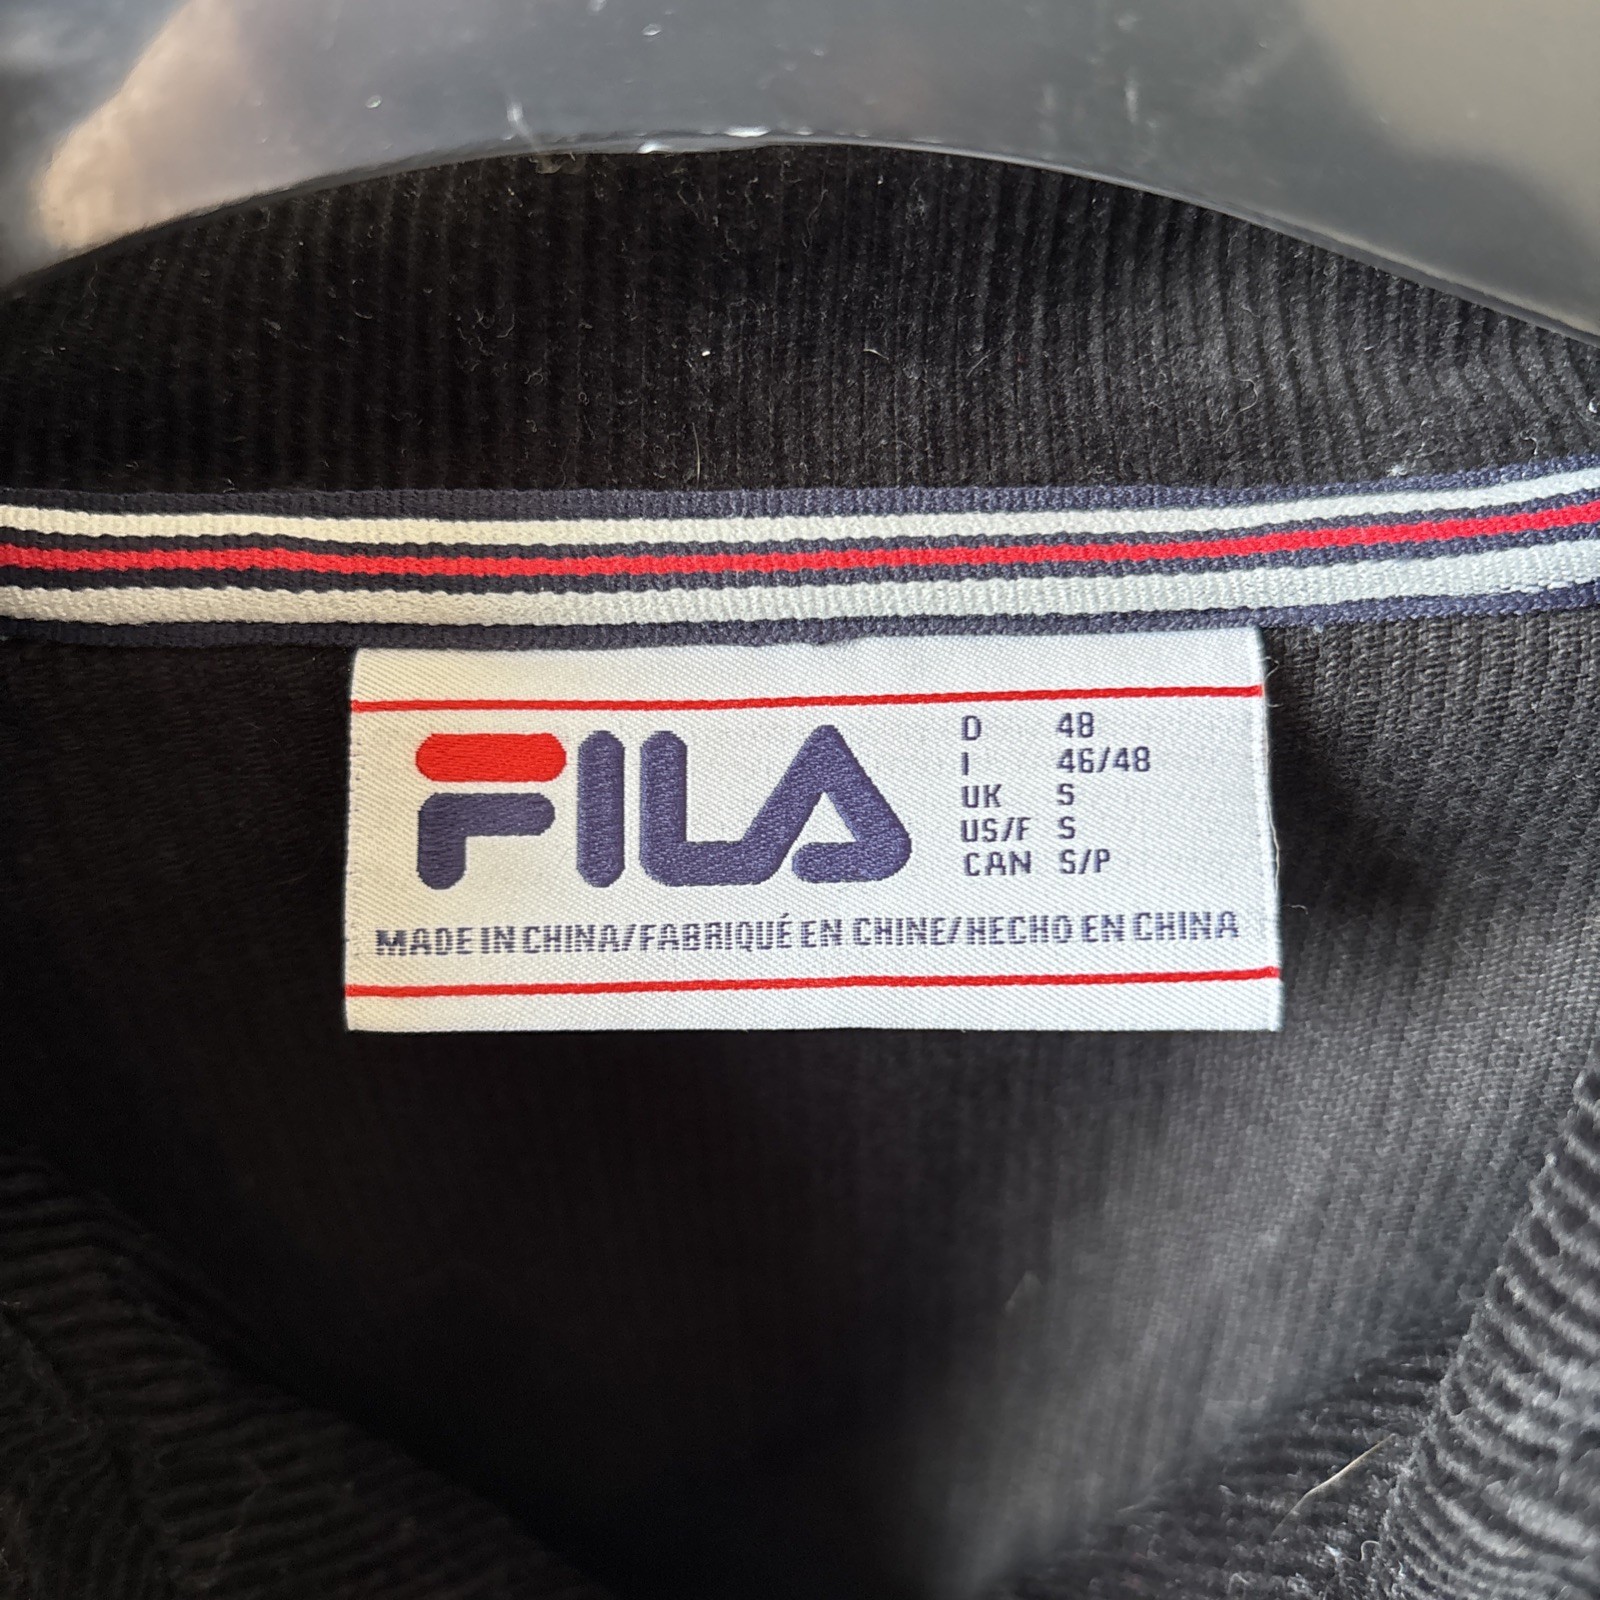 FILA
D 48
I 46/48
UK S
US/F S
CAN S/P
MADE IN CHINA/FABRIQUÉ EN CHINE/HECHO EN CHINA